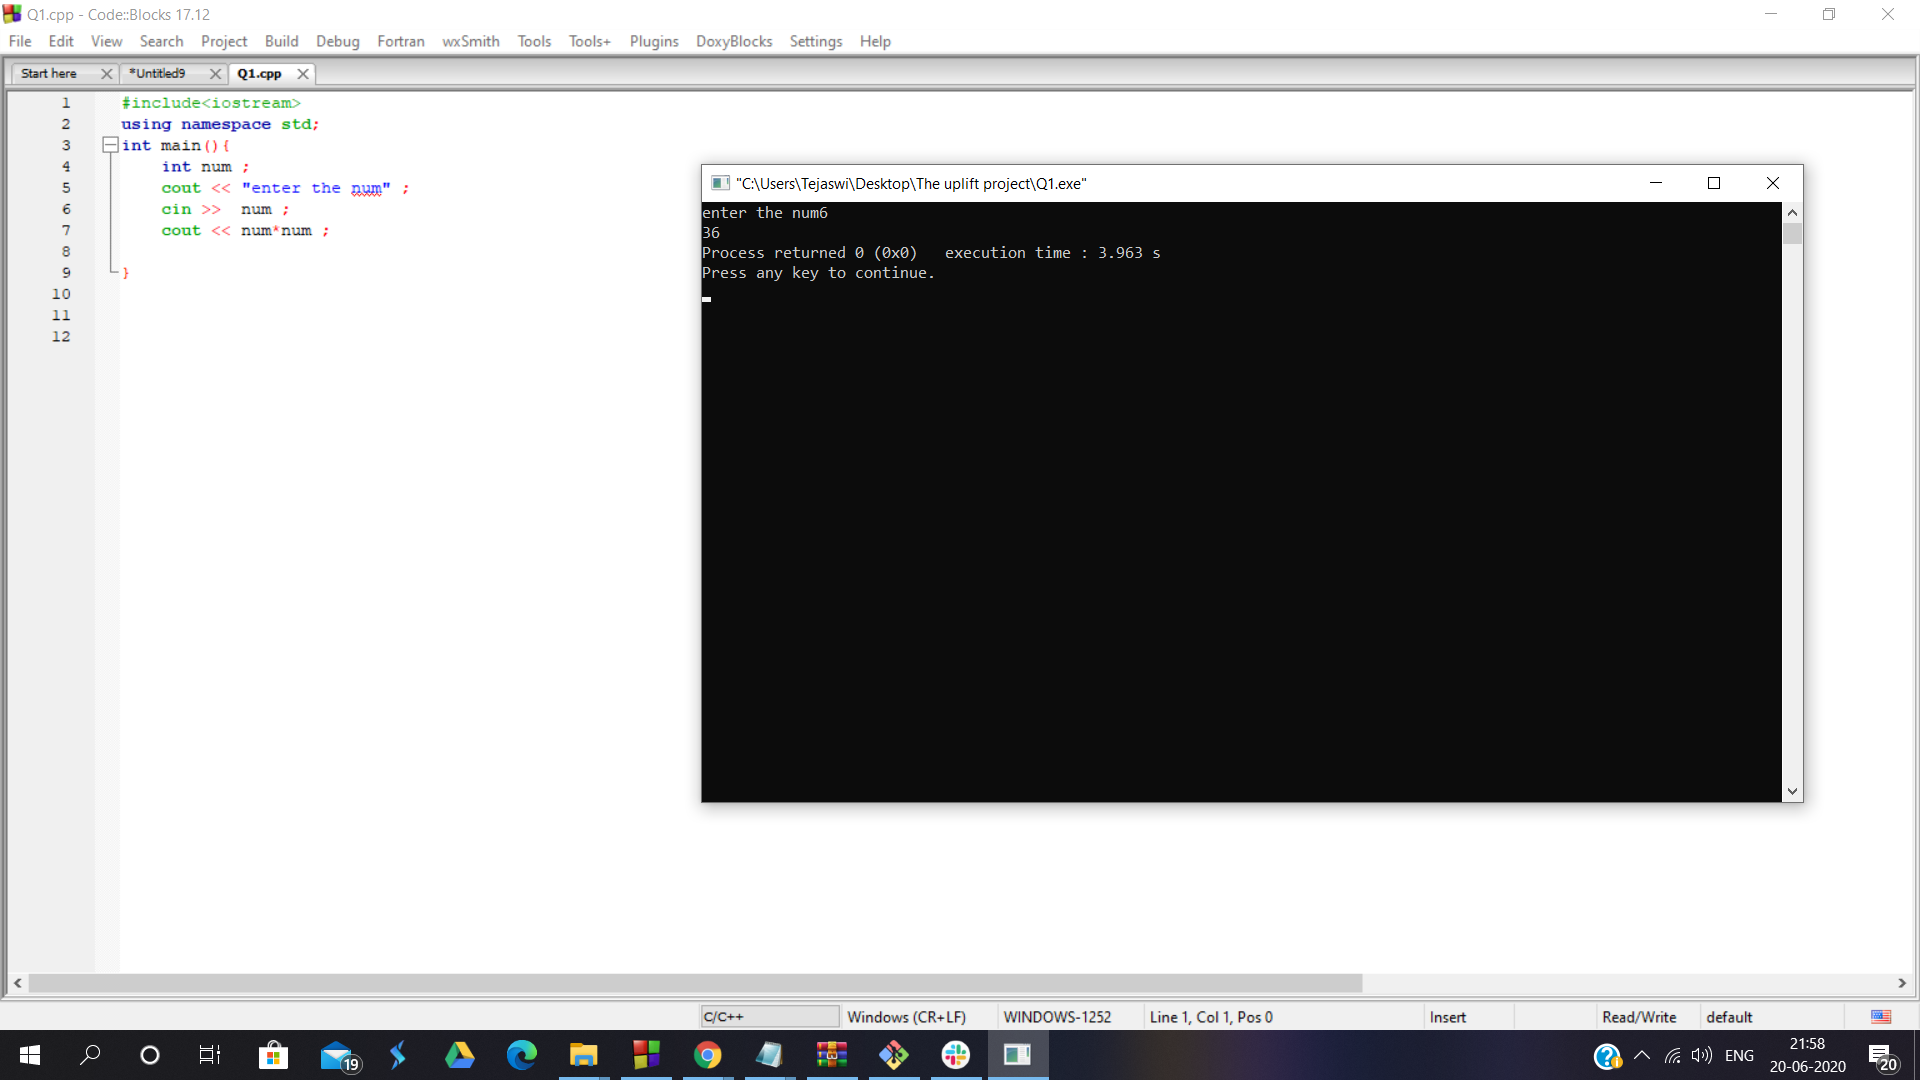 Q1.cpp - Code::Blocks 17.12
File Edit View Search Project Build Debug Fortran wxSmith Tools Tools+ Plugins DoxyBlocks Settings Help
Start here *Untitled9 Q1.cpp
1 #include<iostream>
2 using namespace std;
3 int main(){
4 int num ;
5 cout << "enter the num" ;
6 cin >>  num ;
7 cout << num*num ;
8
9 }
10
11
12
"C:\Users\Tejaswi\Desktop\The uplift project\Q1.exe"
enter the num6
36
Process returned 0 (0x0)   execution time : 3.963 s
Press any key to continue.
C/C++ Windows (CR+LF) WINDOWS-1252 Line 1, Col 1, Pos 0 Insert Read/Write default
19
ENG
21:58
20-06-2020
20